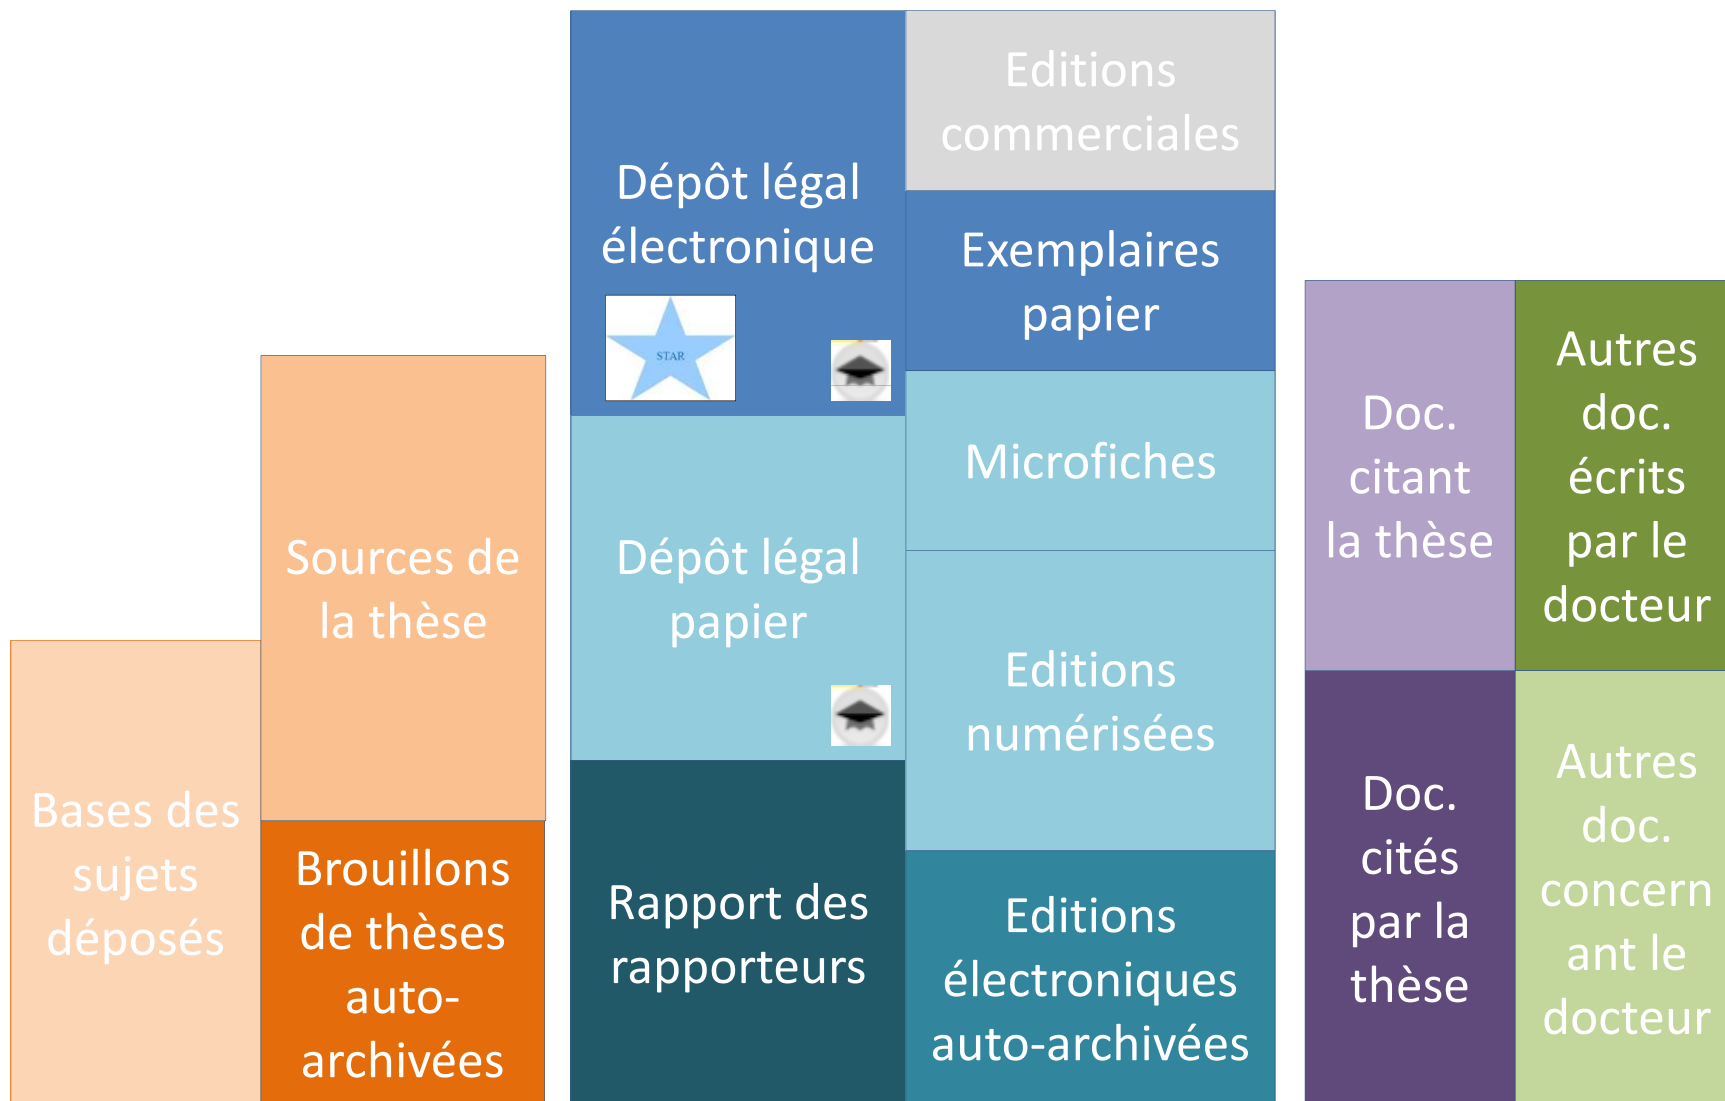 Bases des
sujets
déposés
Sources de
la thèse
Brouillons
de thèses
auto-
archivées
Dépôt légal
électronique
STAR
Dépôt légal
papier
Rapport des
rapporteurs
Editions
commerciales
Exemplaires
papier
Microfiches
Editions
numérisées
Editions
électroniques
auto-archivées
Doc.
citant
la thèse
Doc.
cités
par la
thèse
Autres
doc.
écrits
par le
docteur
Autres
doc.
concern
ant le
docteur